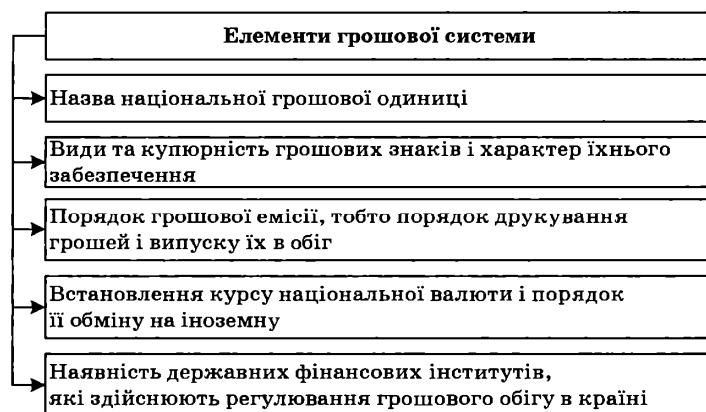 Елементи грошової системи
Назва національної грошової одиниці
Види та купюрність грошових знаків і характер їхнього
забезпечення
Порядок грошової емісії, тобто порядок друкування
грошей і випуску їх в обіг
Встановлення курсу національної валюти і порядок
її обміну на іноземну
Наявність державних фінансових інститутів,
які здійснюють регулювання грошового обігу в країні